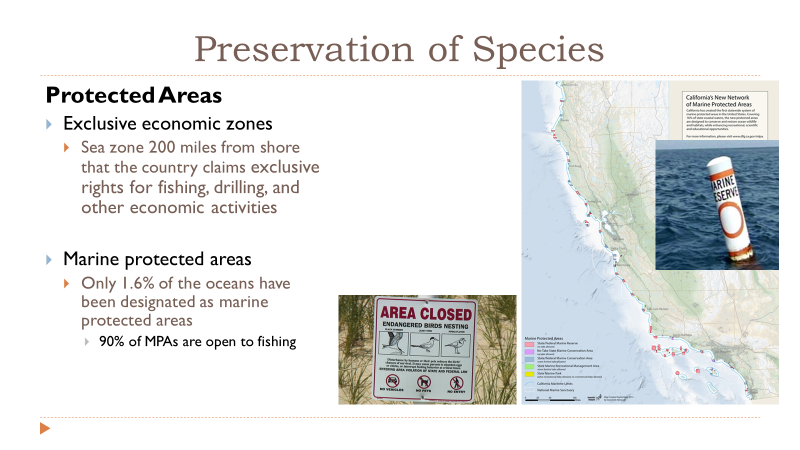 Preservation of Species
Protected Areas
Exclusive economic zones
Sea zone 200 miles from shore
that the country claims exclusive
rights for fishing, drilling, and
other economic activities
Marine protected areas
Only 1.6% of the oceans have
been designated as marine
protected areas
90% of MPAs are open to fishing
AREA CLOSED
ENDANGERED BIRDS NESTING
NO VEHICLES
NO PETS
NO ENTRY
California's New Network
of Marine Protected Areas
MARINE
RESERVE
Marine Protected Areas